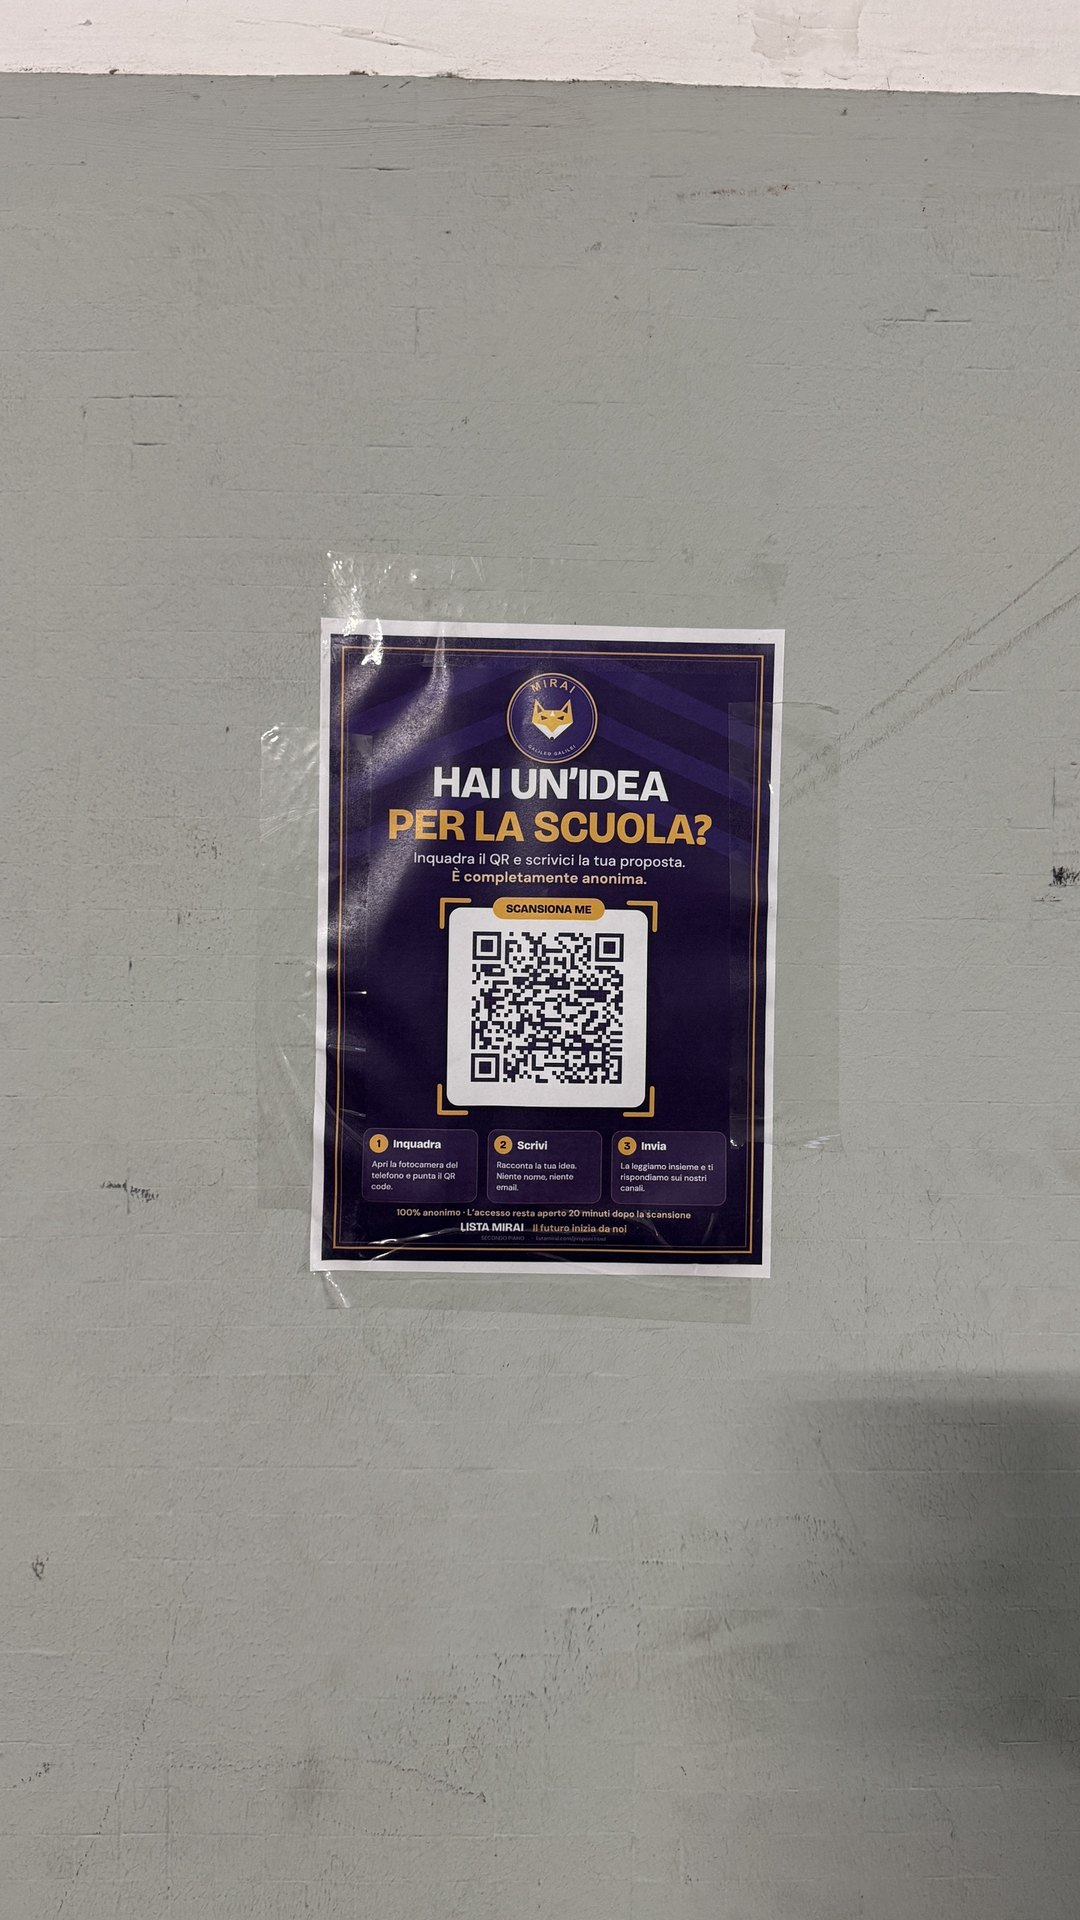 MIRAI
GALILEO GALILEI
HAI UN'IDEA
PER LA SCUOLA?
Inquadra il QR e scrivici la tua proposta.
È completamente anonima.
SCANSIONA ME
1 Inquadra
Apri la fotocamera del
telefono e punta il QR
code.
2 Scrivi
Racconta la tua idea.
Niente nome, niente
email.
3 Invia
La leggiamo insieme e ti
rispondiamo sui nostri
canali.
100% anonimo · L'accesso resta aperto 20 minuti dopo la scansione
LISTA MIRAI Il futuro inizia da noi
SECONDO PIANO